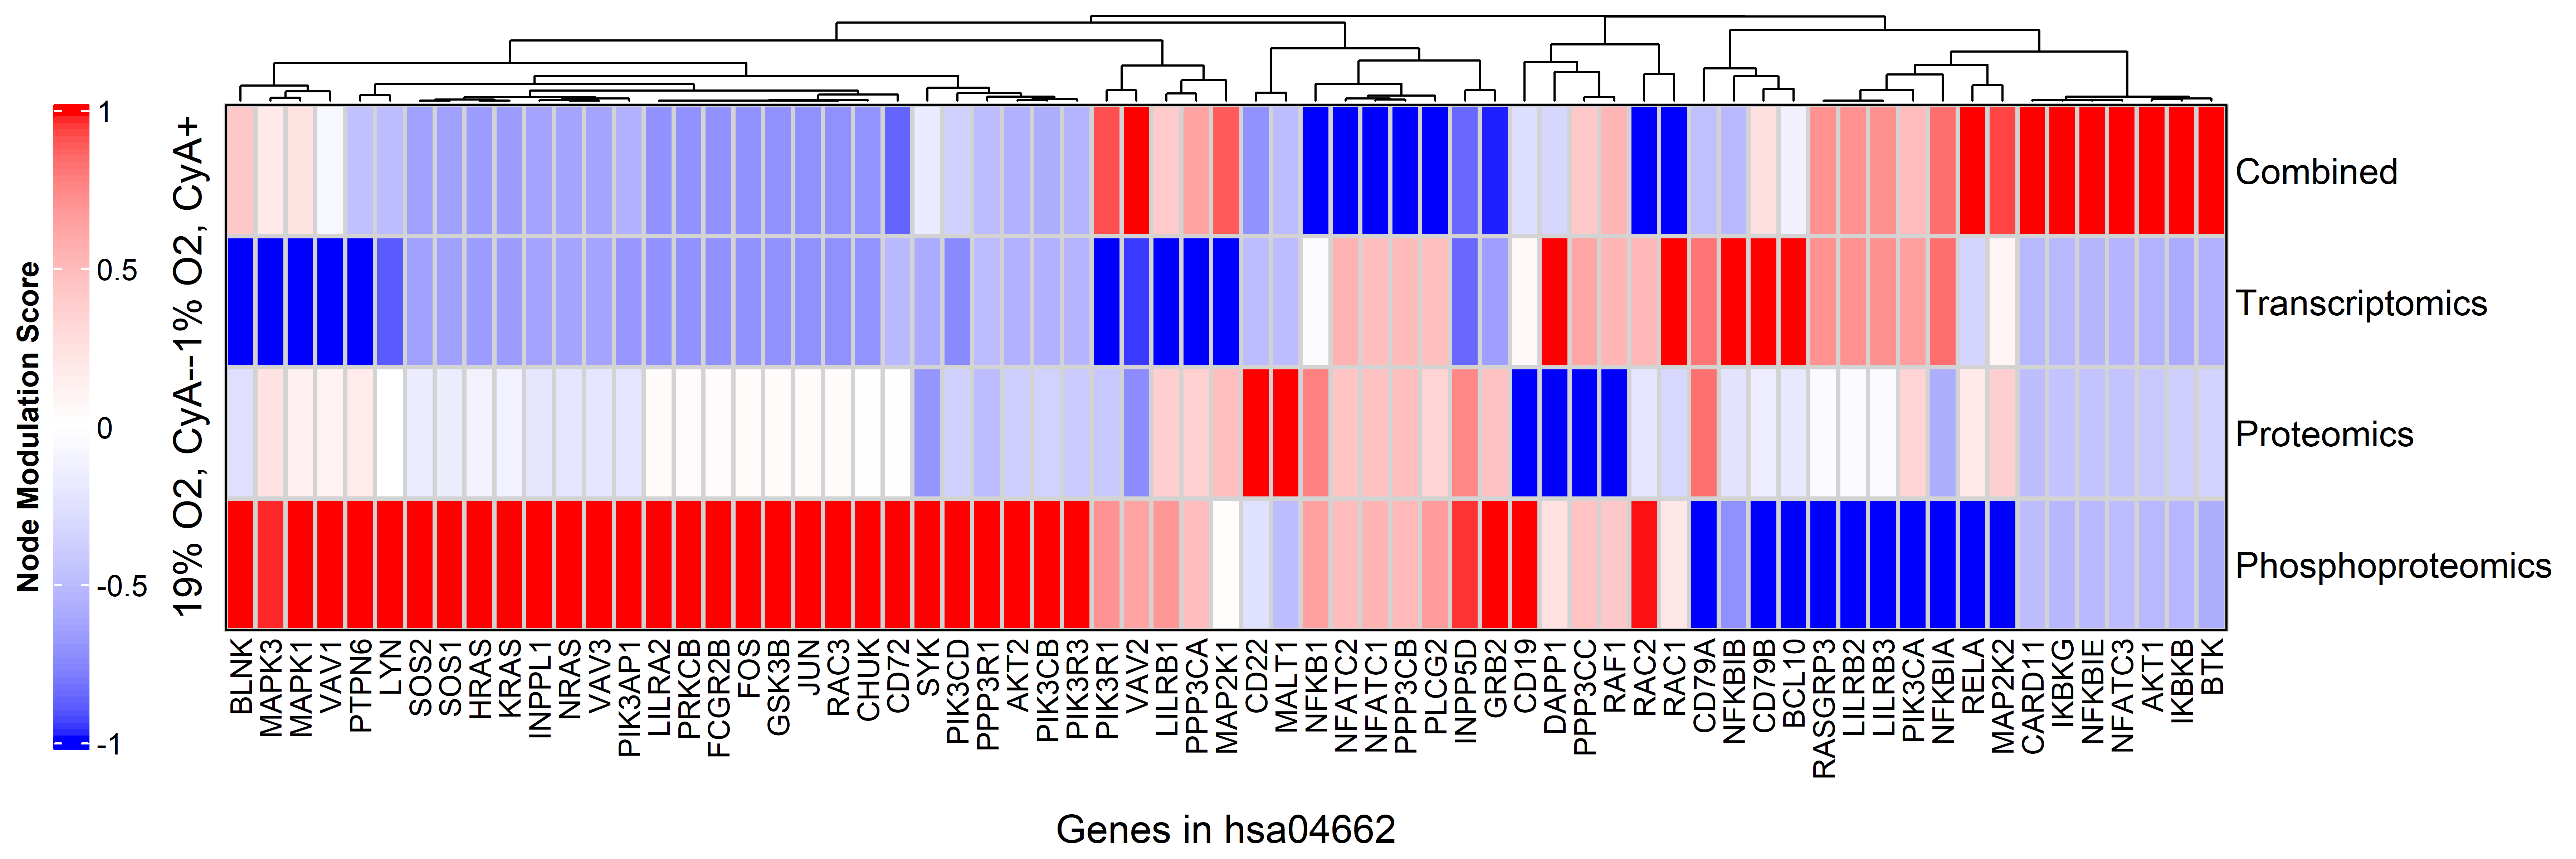 Node Modulation Score
1
0.5
0
-0.5
-1
19% O2, CyA--1% O2, CyA+
Combined
Transcriptomics
Proteomics
Phosphoproteomics
BLNK
MAPK3
MAPK1
VAV1
PTPN6
LYN
SOS2
SOS1
HRAS
KRAS
INPPL1
NRAS
VAV3
PIK3AP1
LILRA2
PRKCB
FCGR2B
FOS
GSK3B
JUN
RAC3
CHUK
CD72
SYK
PIK3CD
PPP3R1
AKT2
PIK3CB
PIK3R3
PIK3R1
VAV2
LILRB1
PPP3CA
MAP2K1
CD22
MALT1
NFKB1
NFATC2
NFATC1
PPP3CB
PLCG2
INPP5D
GRB2
CD19
DAPP1
PPP3CC
RAF1
RAC2
RAC1
CD79A
NFKBIB
CD79B
BCL10
RASGRP3
LILRB2
LILRB3
PIK3CA
NFKBIA
RELA
MAP2K2
CARD11
IKBKG
NFKBIE
NFATC3
AKT1
IKBKB
BTK
Genes in hsa04662